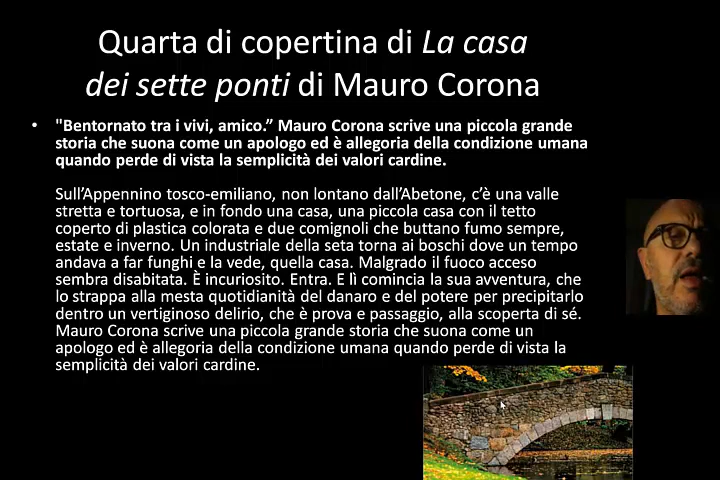 Quarta di copertina di La casa
dei sette ponti di Mauro Corona
• "Bentornato tra i vivi, amico.” Mauro Corona scrive una piccola grande
storia che suona come un apologo ed è allegoria della condizione umana
quando perde di vista la semplicità dei valori cardine.
Sull’Appennino tosco-emiliano, non lontano dall’Abetone, c’è una valle
stretta e tortuosa, e in fondo una casa, una piccola casa con il tetto
coperto di plastica colorata e due comignoli che buttano fumo sempre,
estate e inverno. Un industriale della seta torna ai boschi dove un tempo
andava a far funghi e la vede, quella casa. Malgrado il fuoco acceso
sembra disabitata. È incuriosito. Entra. E lì comincia la sua avventura, che
lo strappa alla mesta quotidianità del danaro e del potere per precipitarlo
dentro un vertiginoso delirio, che è prova e passaggio, alla scoperta di sé.
Mauro Corona scrive una piccola grande storia che suona come un
apologo ed è allegoria della condizione umana quando perde di vista la
semplicità dei valori cardine.